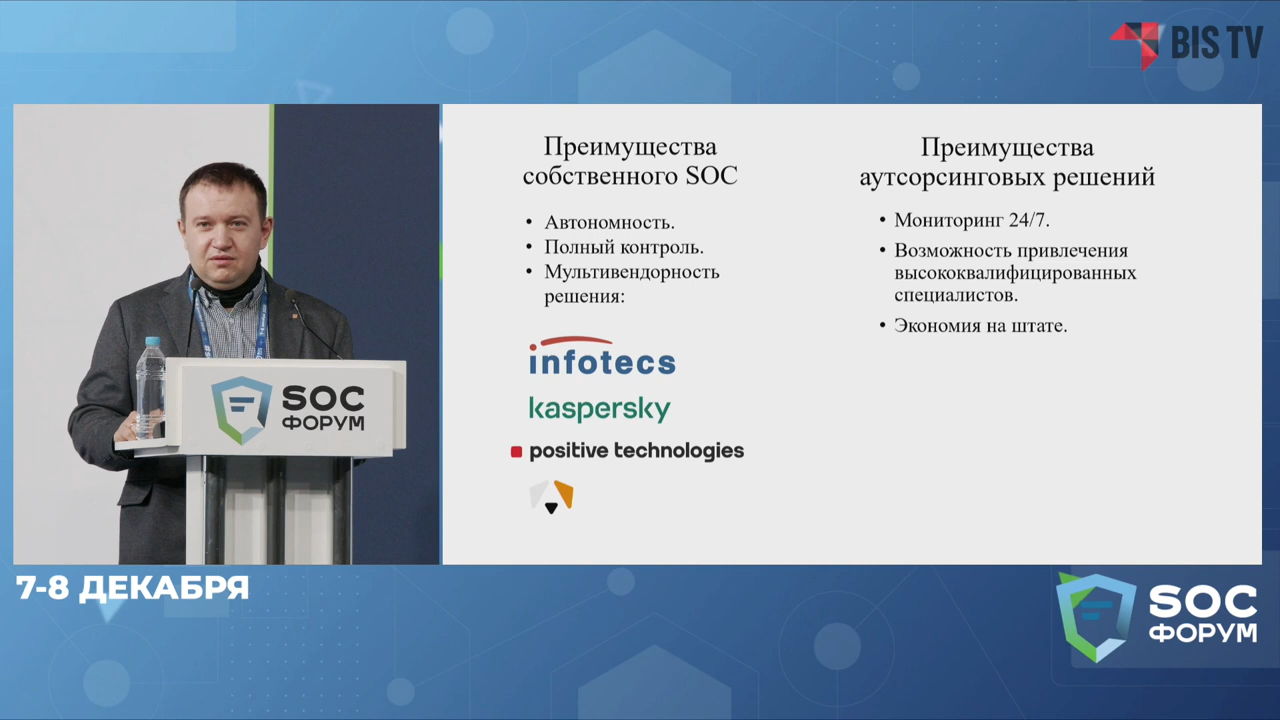 BIS TV
Преимущества
собственного SOC
• Автономность.
• Полный контроль.
• Мультивендорность
решения:
infotecs
kaspersky
positive technologies
Преимущества
аутсорсинговых решений
• Мониторинг 24/7.
• Возможность привлечения
высококвалифицированных
специалистов.
• Экономия на штате.
SOC
ФОРУМ
7-8 ДЕКАБРЯ
SOC
ФОРУМ